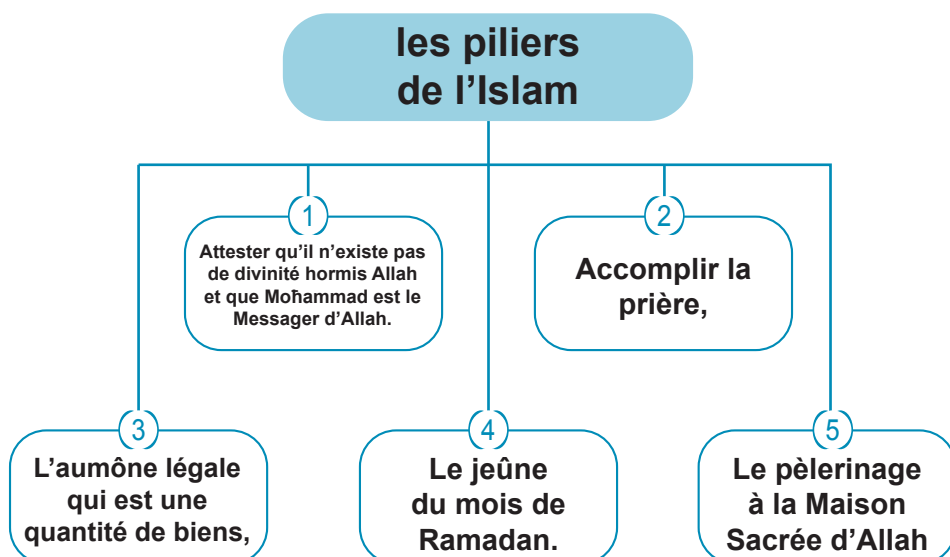 les piliers
de l’Islam
1
Attester qu’il n’existe pas
de divinité hormis Allah
et que Moħammad est le
Messager d’Allah.
2
Accomplir la
prière,
3
L’aumône légale
qui est une
quantité de biens,
4
Le jeûne
du mois de
Ramadan.
5
Le pèlerinage
à la Maison
Sacrée d’Allah